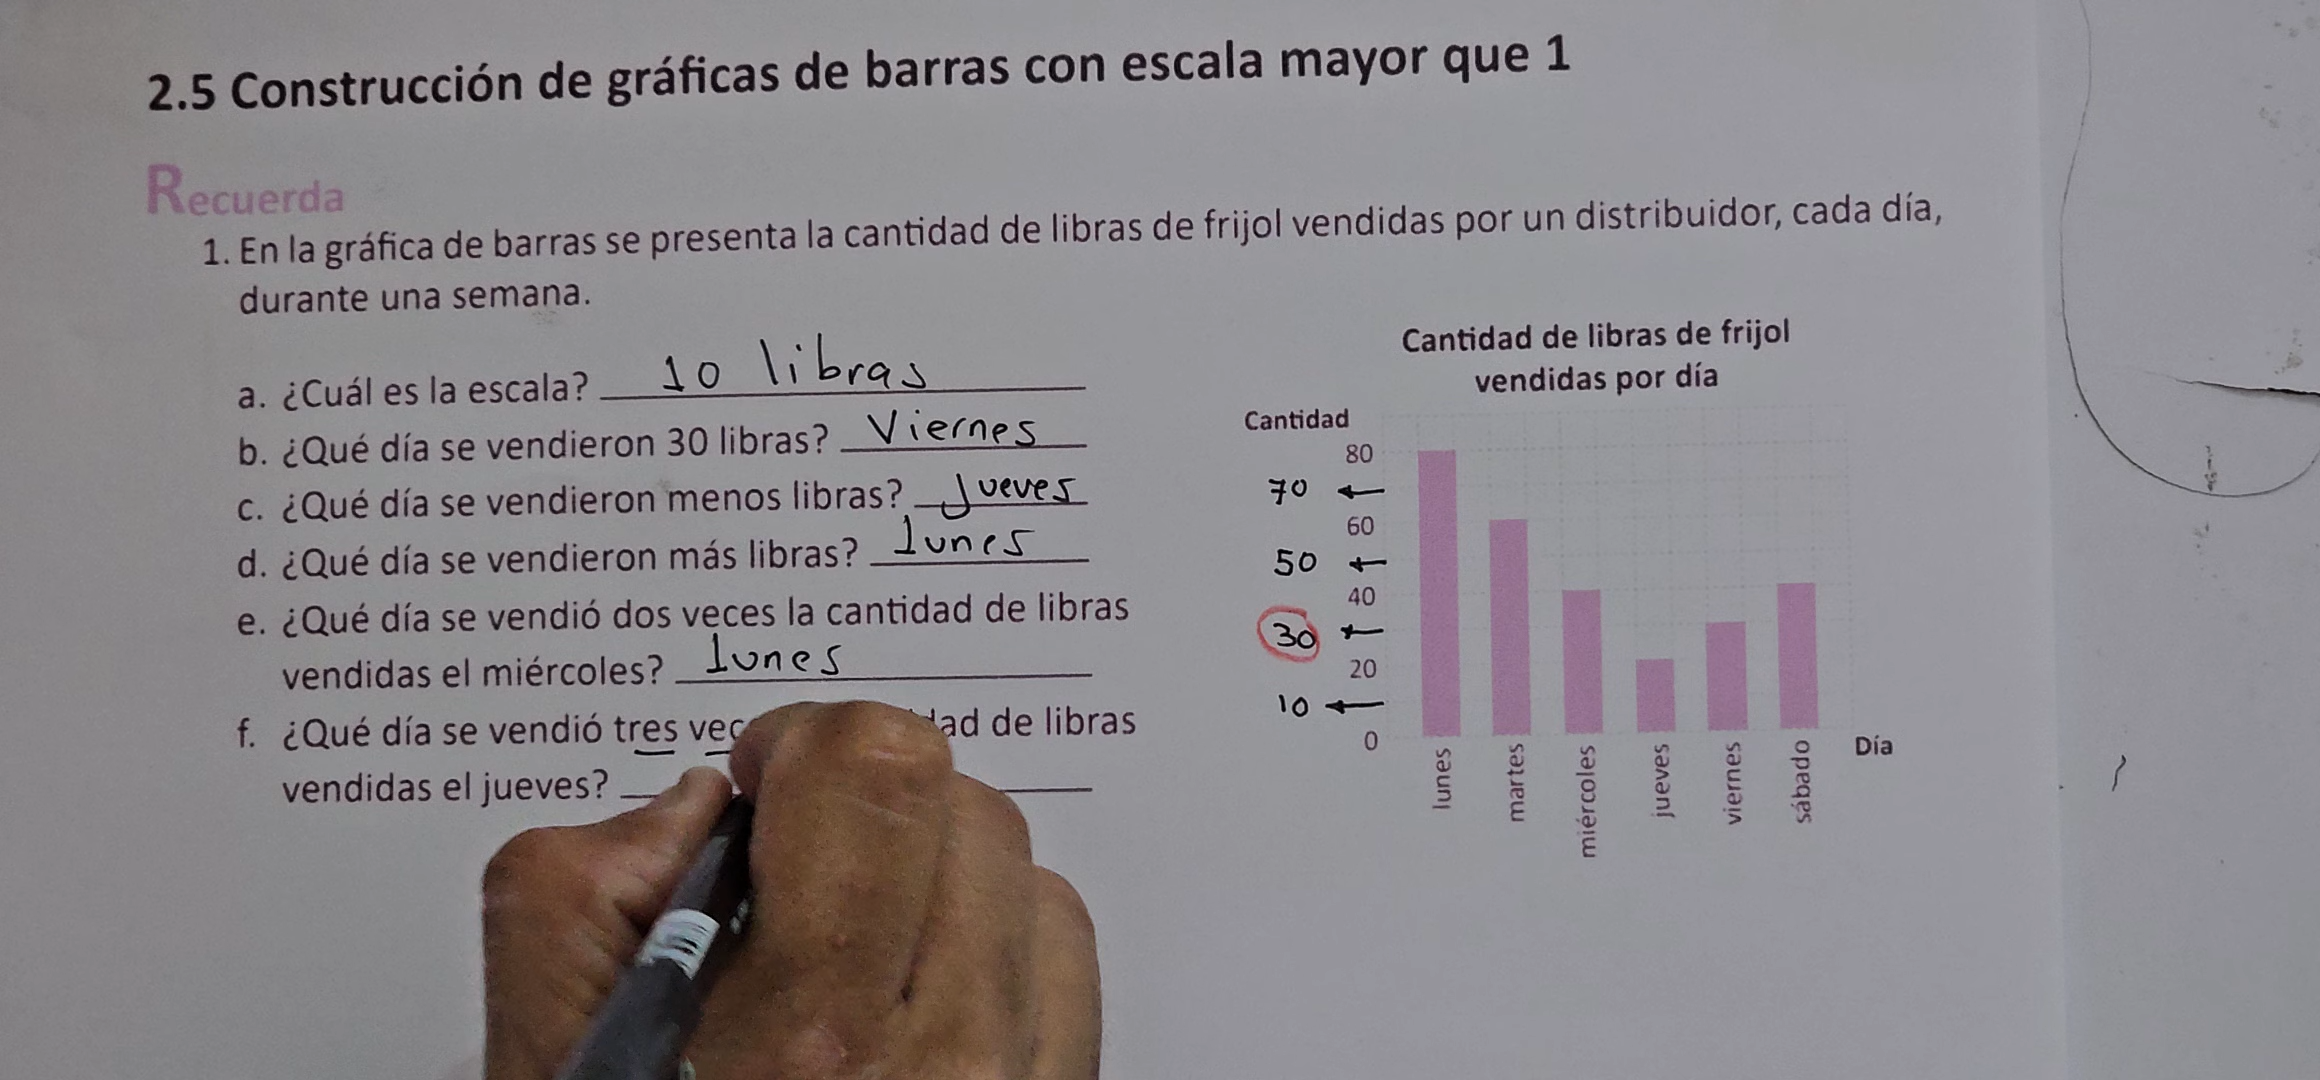 2.5 Construcción de gráficas de barras con escala mayor que 1
Recuerda
1. En la gráfica de barras se presenta la cantidad de libras de frijol vendidas por un distribuidor, cada día,
durante una semana.
a. ¿Cuál es la escala? 10 libras
b. ¿Qué día se vendieron 30 libras? Viernes
c. ¿Qué día se vendieron menos libras? Jueves
d. ¿Qué día se vendieron más libras? lunes
e. ¿Qué día se vendió dos veces la cantidad de libras
vendidas el miércoles? lunes
f. ¿Qué día se vendió tres de libras
vendidas el jueves?
Cantidad de libras de frijol
vendidas por día
Cantidad
80
70
60
50
40
30
20
10
0
lunes
martes
miércoles
jueves
viernes
sábado
Día